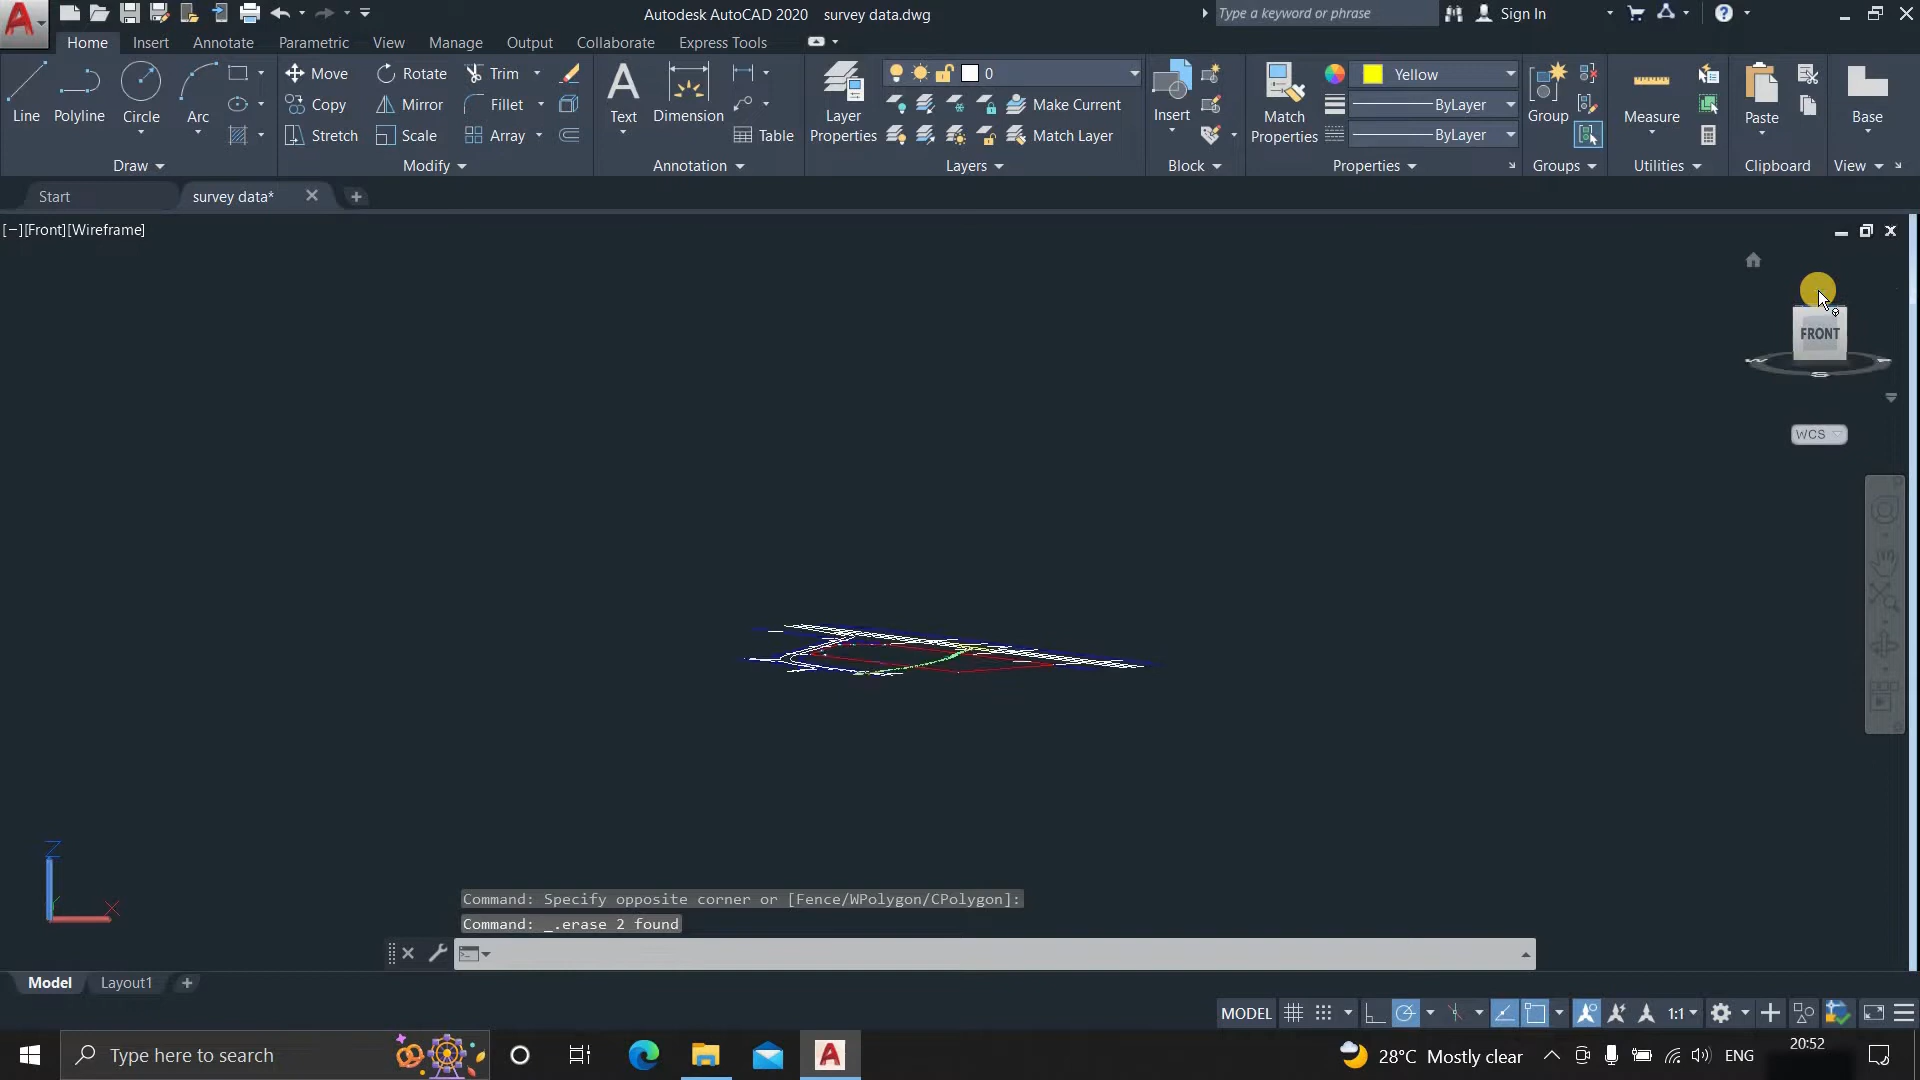 Autodesk AutoCAD 2020 survey data.dwg
Type a keyword or phrase
Sign In
Home Insert Annotate Parametric View Manage Output Collaborate Express Tools
Line
Polyline
Circle
Arc
Draw
Move
Rotate
Trim
Copy
Mirror
Fillet
Stretch
Scale
Array
Modify
Text
Dimension
Table
Annotation
Layer
Properties
0
Make Current
Match Layer
Layers
Insert
Block
Match
Properties
Yellow
ByLayer
ByLayer
Properties
Group
Groups
Measure
Utilities
Paste
Clipboard
Base
View
Start
survey data*
[−][Front][Wireframe]
FRONT
W
S
WCS
Z
X
Command: Specify opposite corner or [Fence/WPolygon/CPolygon]:
Command: _.erase 2 found
Model
Layout1
MODEL
1:1
Type here to search
28°C Mostly clear
ENG
20:52